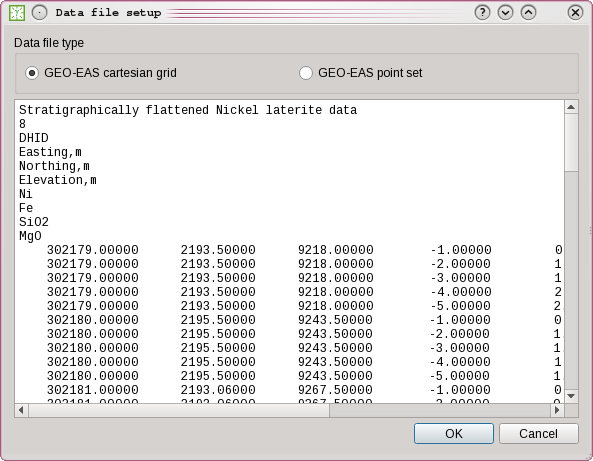 Data file setup
Data file type
GEO-EAS cartesian grid GEO-EAS point set
Stratigraphically flattened Nickel laterite data
8
DHID
Easting,m
Northing,m
Elevation,m
Ni
Fe
SiO2
MgO
302179.00000 2193.50000 9218.00000 -1.00000 0
302179.00000 2193.50000 9218.00000 -2.00000 1
302179.00000 2193.50000 9218.00000 -3.00000 1
302179.00000 2193.50000 9218.00000 -4.00000 2
302179.00000 2193.50000 9218.00000 -5.00000 2
302180.00000 2195.50000 9243.50000 -1.00000 0
302180.00000 2195.50000 9243.50000 -2.00000 1
302180.00000 2195.50000 9243.50000 -3.00000 1
302180.00000 2195.50000 9243.50000 -4.00000 1
302180.00000 2195.50000 9243.50000 -5.00000 1
302181.00000 2193.06000 9267.50000 -1.00000 0
302181.00000 2193.06000 9267.50000 -2.00000 0
OK Cancel